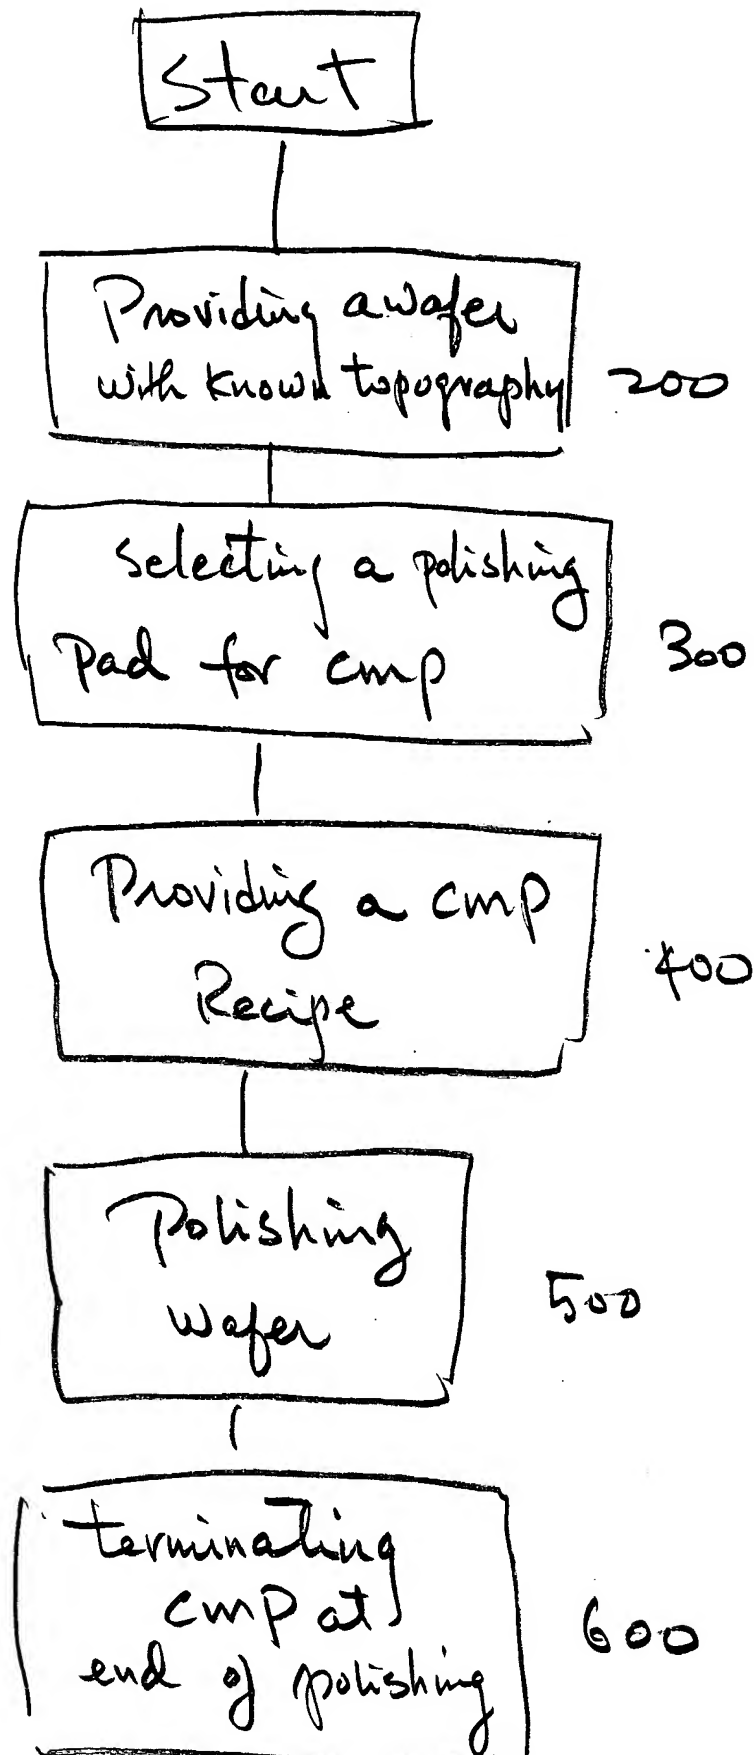 Start
Providing a wafer
with known topography
200
selecting a polishing
Pad for cmp
300
Providing a cmp
Recipe
400
Polishing
wafer
500
terminating
cmp at
end of polishing
600